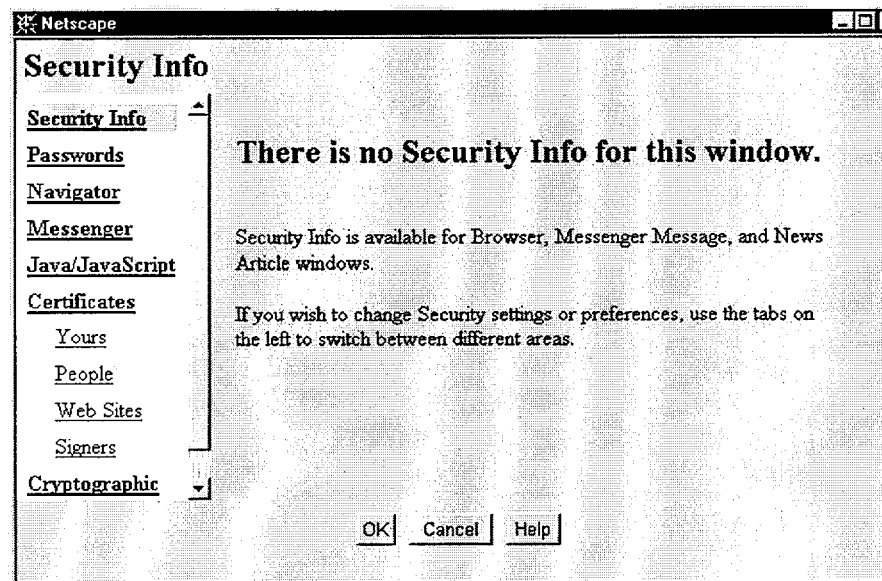 Netscape
Security Info
Security Info
Passwords
Navigator
Messenger
Java/JavaScript
Certificates
Yours
People
Web Sites
Signers
Cryptographic
There is no Security Info for this window.
Security Info is available for Browser, Messenger Message, and News
Article windows.
If you wish to change Security settings or preferences, use the tabs on
the left to switch between different areas.
OK Cancel Help